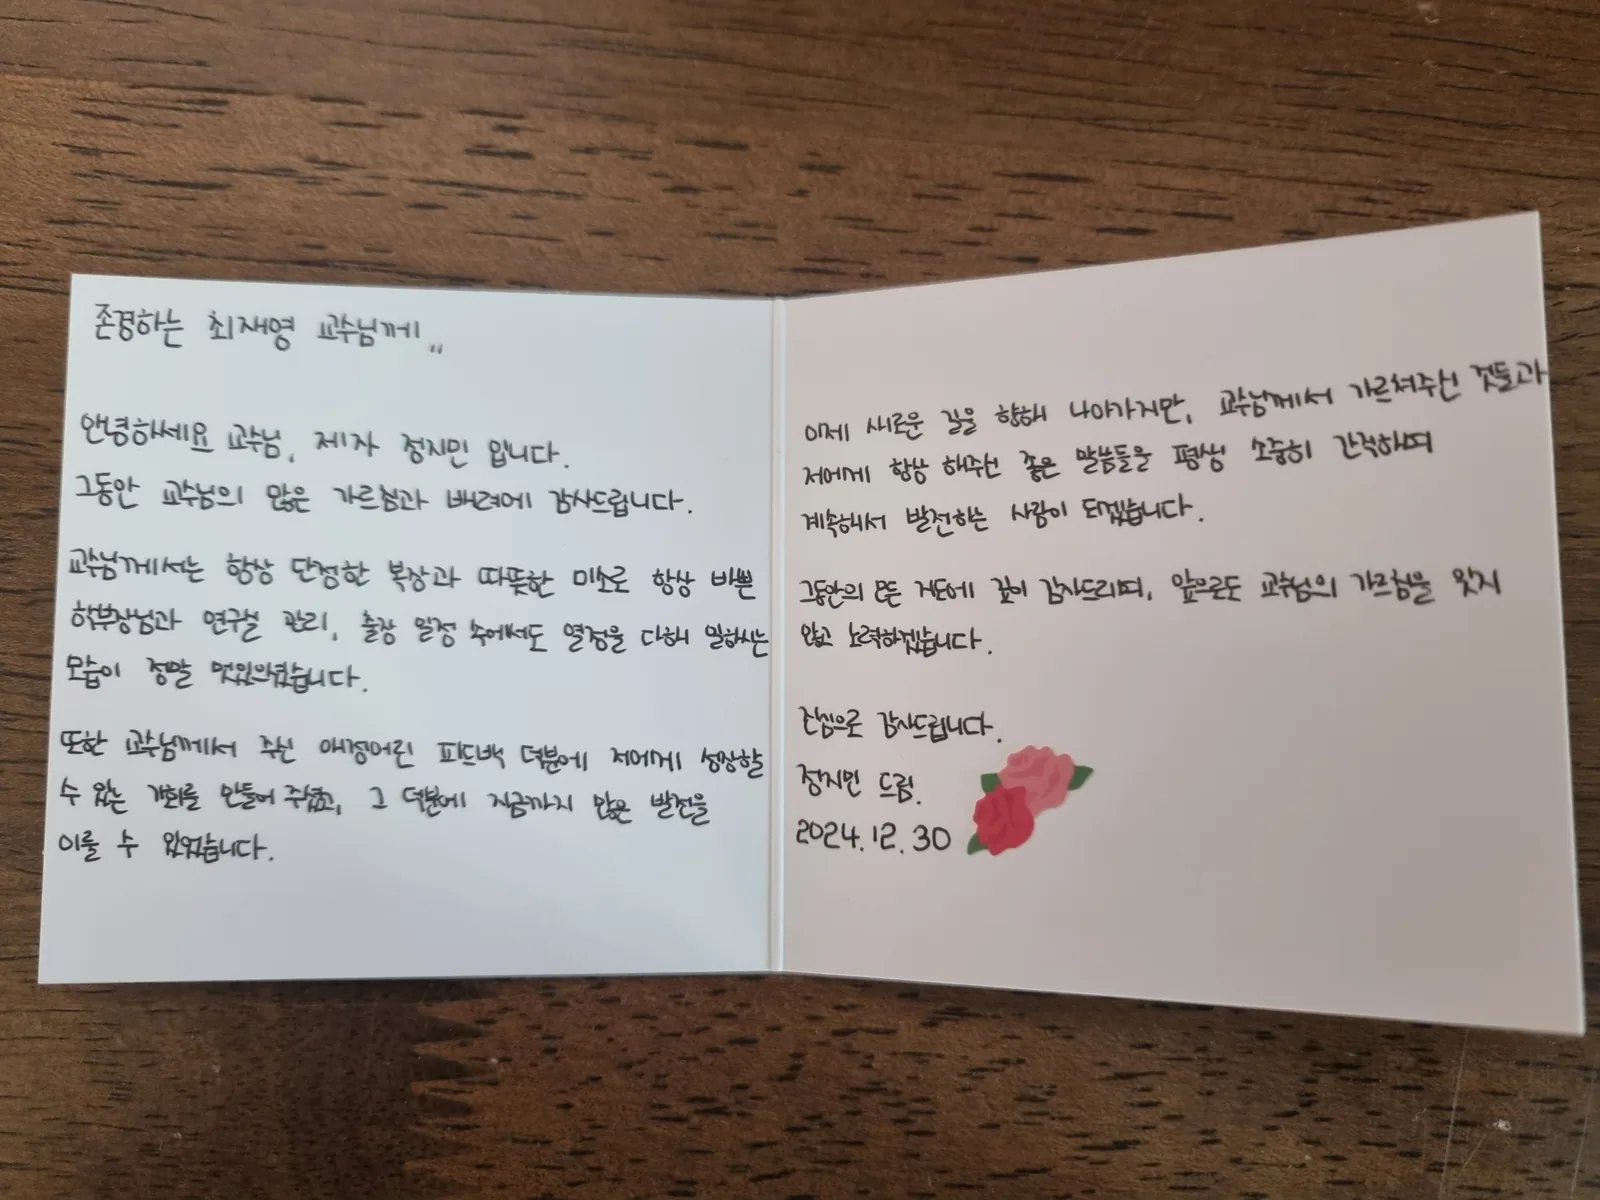 존경하는 최재영 교수님께..
안녕하세요 교수님, 제자 정지민 입니다.
그동안 교수님의 많은 가르침과 배려에 감사드립니다.
교수님께서는 항상 단정한 복장과 따뜻한 미소로 항상 바쁜
학부장님과 연구실 관리, 출장 일정 속에서도 열정을 다해 일하시는
모습이 정말 멋있으셨습니다.
또한 교수님께서 주신 애정어린 피드백 덕분에 저에게 성장할
수 있는 기회를 만들어 주셨고, 그 덕분에 지금까지 많은 발전을
이룰 수 있었습니다.
이제 새로운 길을 향해 나아가지만, 교수님께서 가르쳐주신 것들과
저에게 항상 해주신 좋은 말씀들을 평생 소중히 간직하며
계속해서 발전하는 사람이 되겠습니다.
그동안의 모든 지도에 깊이 감사드리며, 앞으로도 교수님의 가르침을 잊지
않고 노력하겠습니다.
진심으로 감사드립니다.
정지민 드림.
2024.12.30